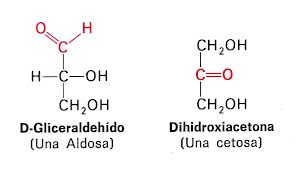 O H
C
H—C—OH
CH₂OH
D-Gliceraldehído
(Una Aldosa)
CH₂OH
C=O
CH₂OH
Dihidroxiacetona
(Una cetosa)